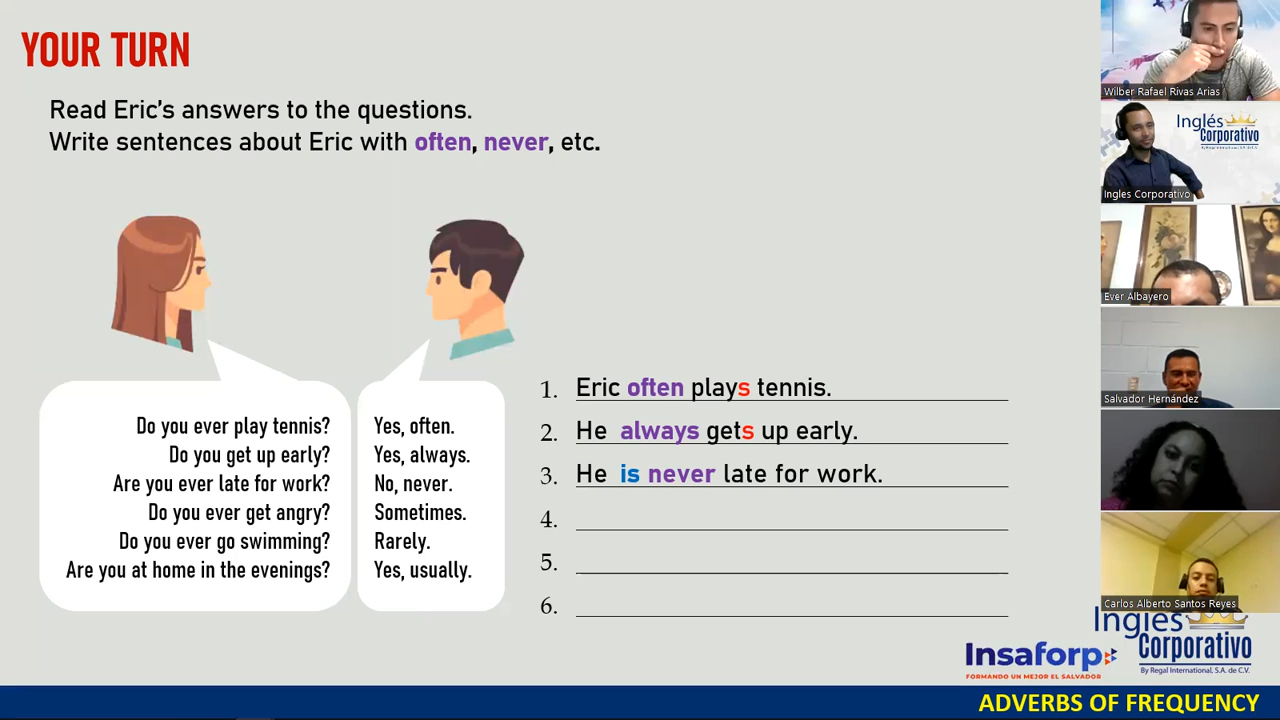 YOUR TURN
Read Eric's answers to the questions.
Write sentences about Eric with often, never, etc.
Do you ever play tennis?
Do you get up early?
Are you ever late for work?
Do you ever get angry?
Do you ever go swimming?
Are you at home in the evenings?
Yes, often.
Yes, always.
No, never.
Sometimes.
Rarely.
Yes, usually.
1. Eric often plays tennis.
2. He always gets up early.
3. He is never late for work.
4.
5.
6.
Wilber Rafael Rivas Arias
Inglés
Corporativo
Ingles Corporativo
Ever Albayero
Salvador Hernández
Carlos Alberto Santos Reyes
Insaforp
FORMANDO UN MEJOR EL SALVADOR
Inglés
Corporativo
By Regal International, S.A. de C.V.
ADVERBS OF FREQUENCY